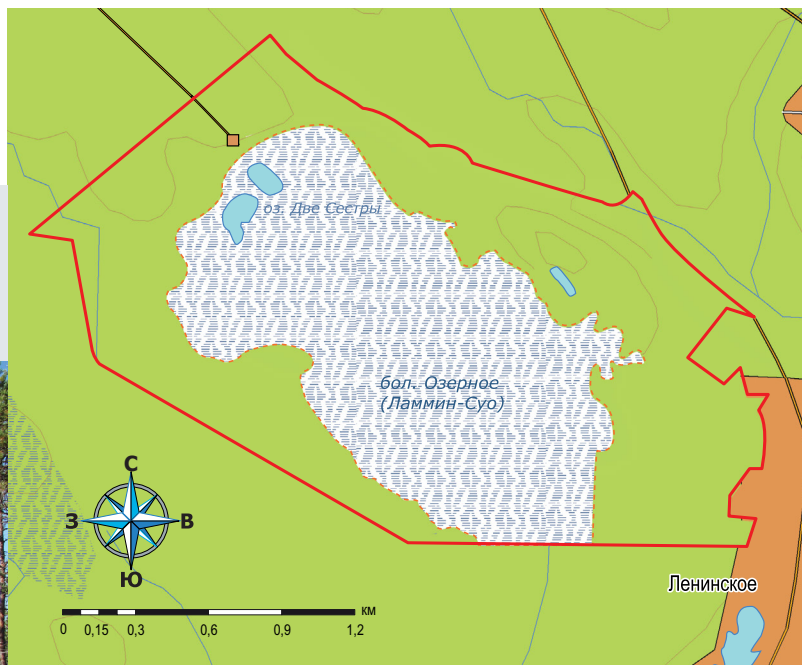 оз. Две Сестры
бол. Озерное
(Ламмин-Суо)
С
З В
Ю
Ленинское
км
0 0,15 0,3 0,6 0,9 1,2